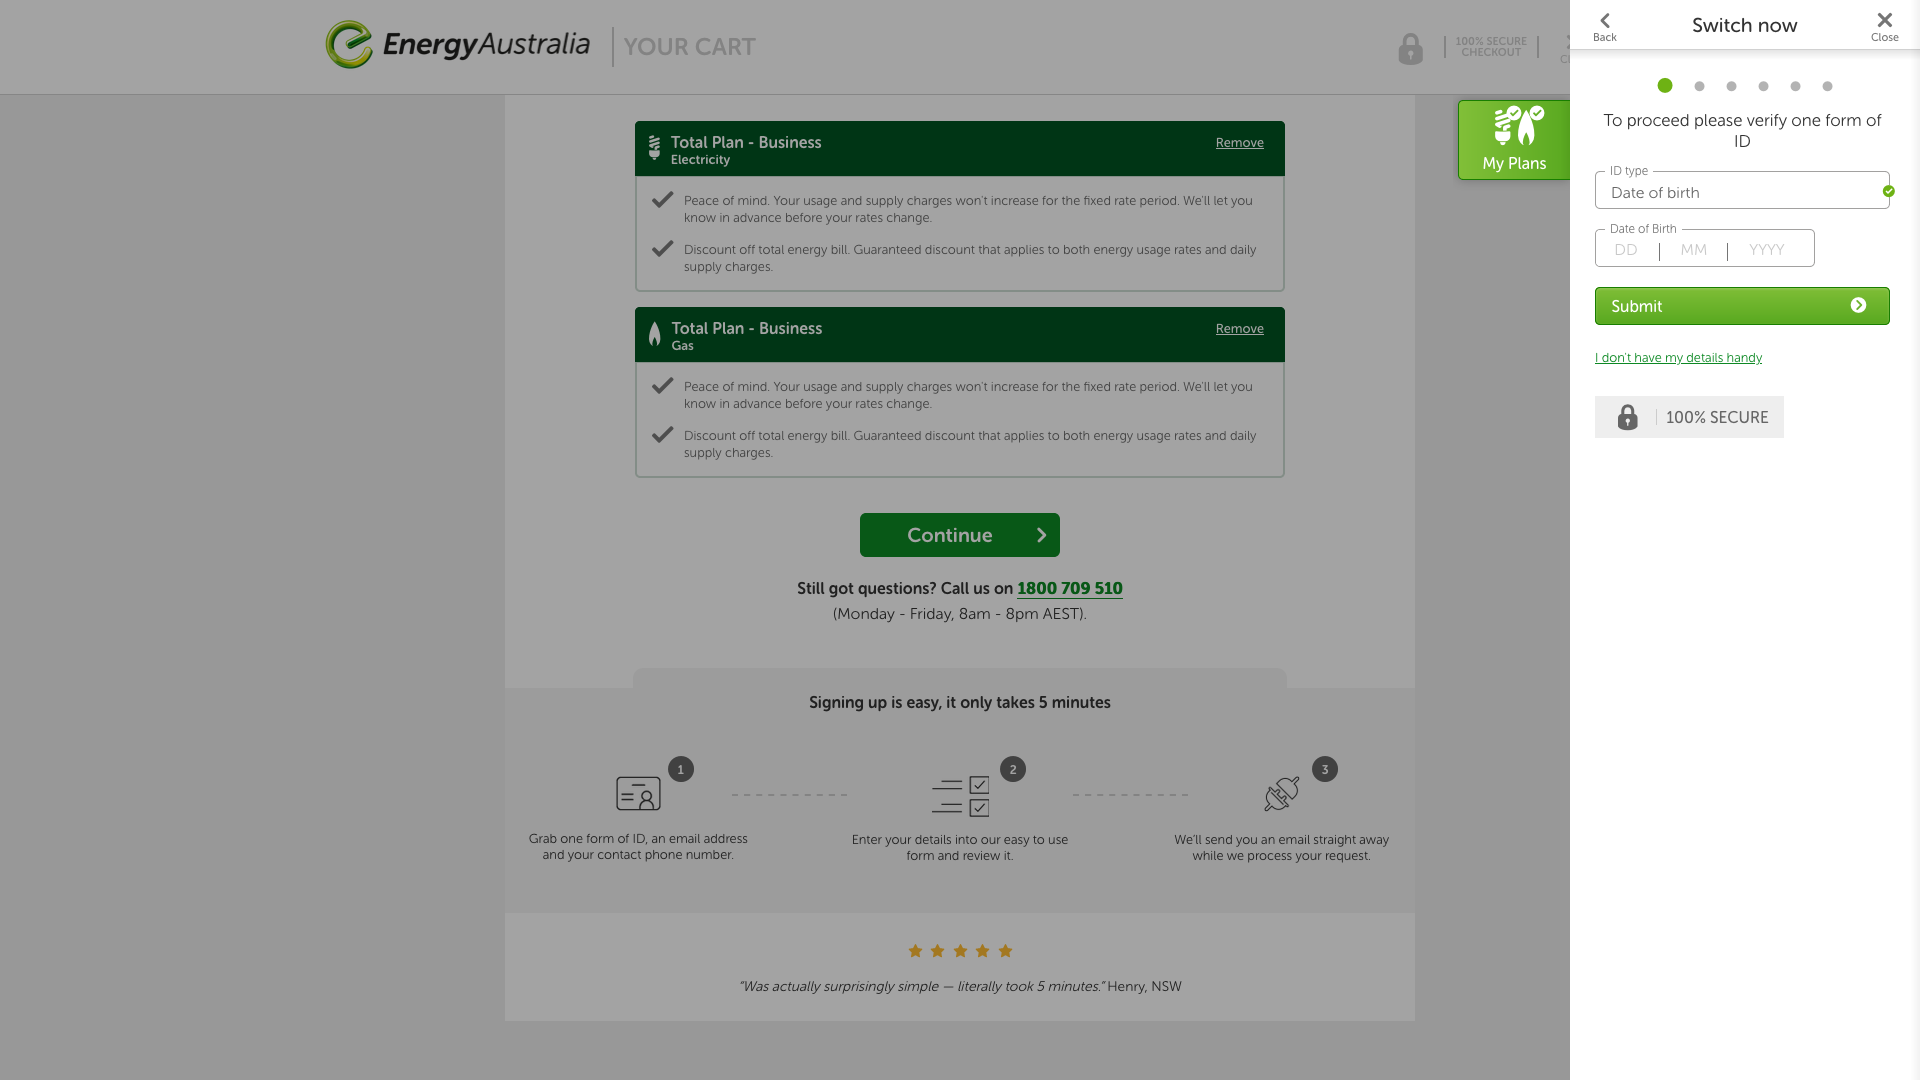 EnergyAustralia
YOUR CART
100% SECURE
CHECKOUT
Back
Switch now
Close
To proceed please verify one form of
ID
ID type
Date of birth
Date of Birth
DD
MM
YYYY
Submit
I don't have my details handy
100% SECURE
My Plans
Total Plan - Business
Electricity
Remove
Peace of mind. Your usage and supply charges won't increase for the fixed rate period. We'll let you
know in advance before your rates change.
Discount off total energy bill. Guaranteed discount that applies to both energy usage rates and daily
supply charges.
Total Plan - Business
Gas
Remove
Peace of mind. Your usage and supply charges won't increase for the fixed rate period. We'll let you
know in advance before your rates change.
Discount off total energy bill. Guaranteed discount that applies to both energy usage rates and daily
supply charges.
Continue
Still got questions? Call us on 1800 709 510
(Monday - Friday, 8am - 8pm AEST).
Signing up is easy, it only takes 5 minutes
1
2
3
Grab one form of ID, an email address
and your contact phone number.
Enter your details into our easy to use
form and review it.
We'll send you an email straight away
while we process your request.
"Was actually surprisingly simple — literally took 5 minutes." Henry, NSW